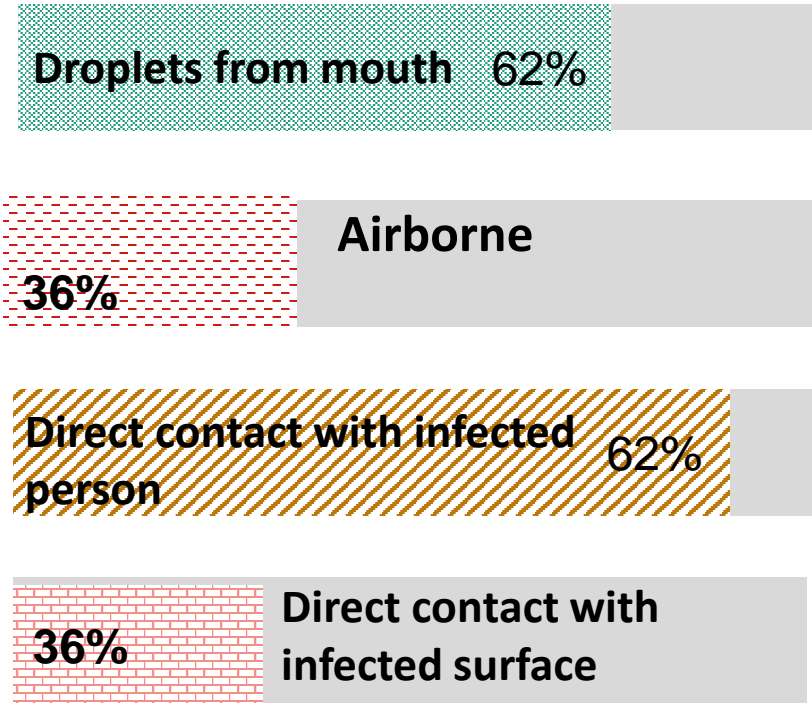 Droplets from mouth 62%
Airborne
36%
Direct contact with infected
person 62%
Direct contact with
infected surface
36%